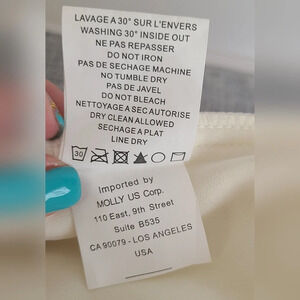 LAVAGE A 30° SUR L'ENVERS
WASHING 30° INSIDE OUT
NE PAS REPASSER
DO NOT IRON
PAS DE SECHAGE MACHINE
NO TUMBLE DRY
PAS DE JAVEL
DO NOT BLEACH
NETTOYAGE A SEC AUTORISE
DRY CLEAN ALLOWED
SECHAGE A PLAT
LINE DRY
30
Imported by
MOLLY US Corp.
110 East, 9th Street
Suite B535
CA 90079 - LOS ANGELES
USA